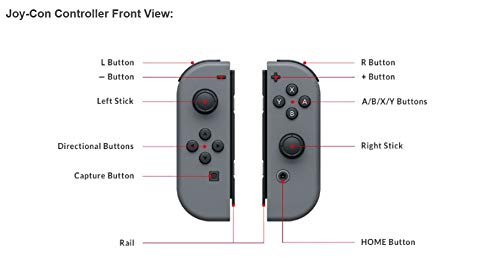 Joy-Con Controller Front View:
L Button
R Button
– Button
+ Button
Left Stick
X
Y
A
B
A/B/X/Y Buttons
Directional Buttons
Right Stick
Capture Button
Rail
HOME Button